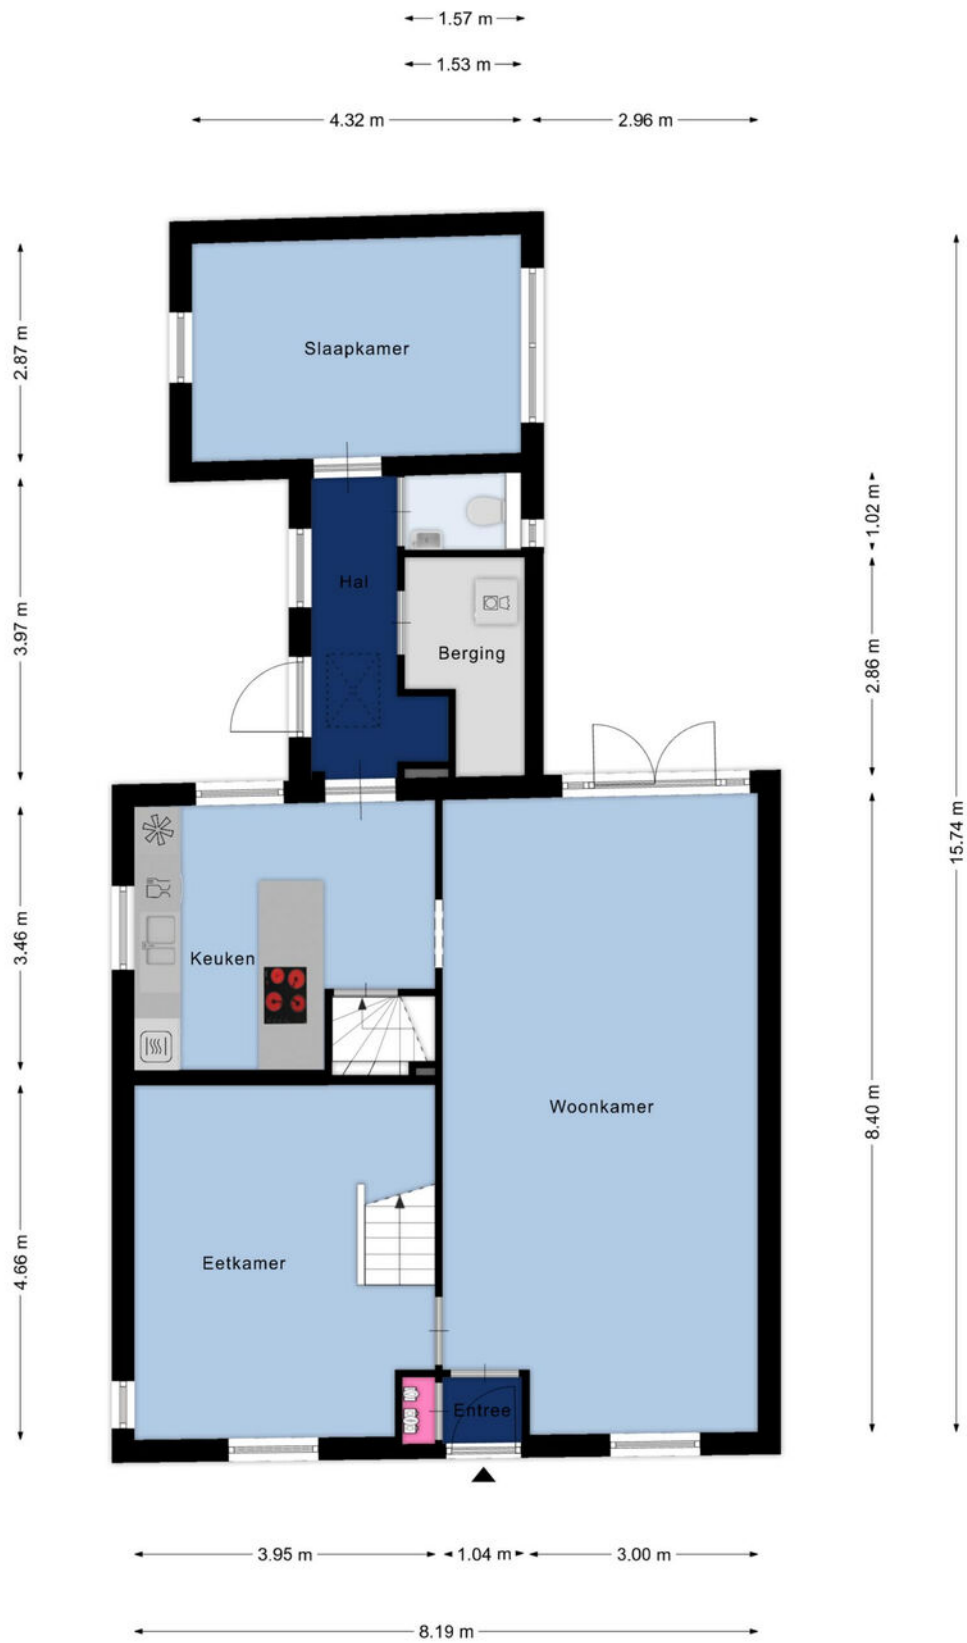 1.57 m
1.53 m
4.32 m
2.96 m
2.87 m
Slaapkamer
1.02 m
3.97 m
Hal
Berging
2.86 m
15.74 m
3.46 m
Keuken
8.40 m
Woonkamer
4.66 m
Eetkamer
Entree
3.95 m
1.04 m
3.00 m
8.19 m